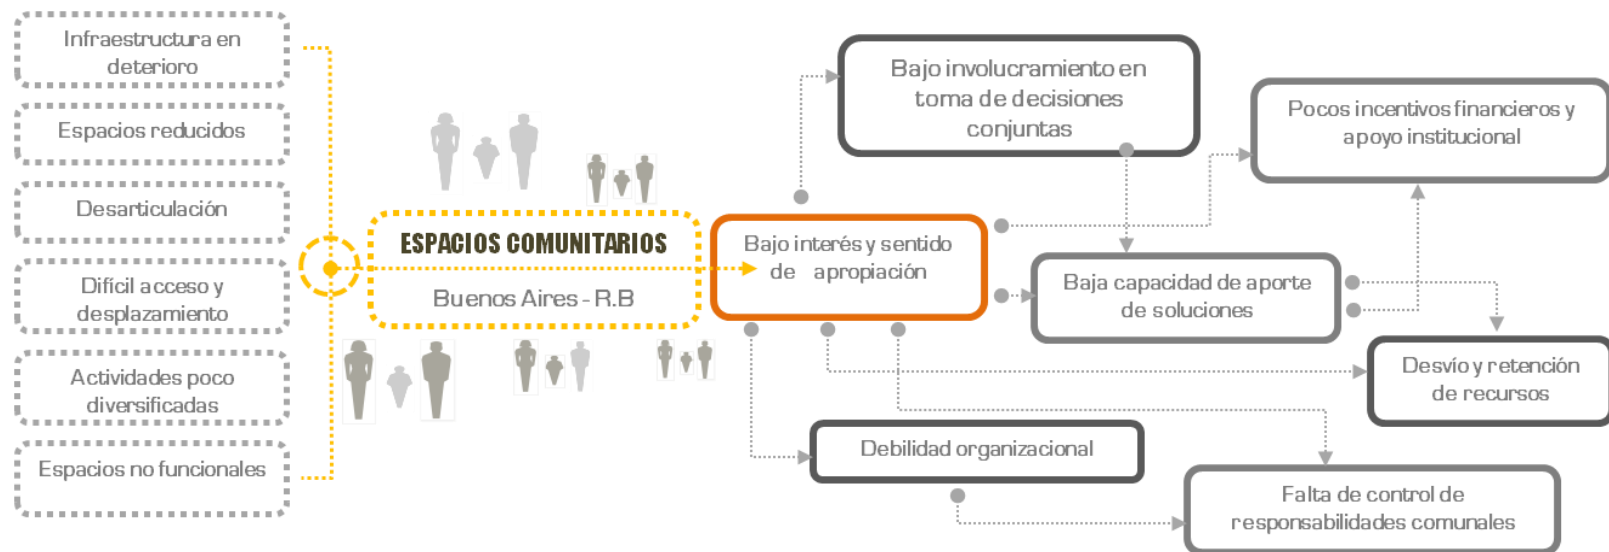 Infraestructura en
deterioro
Espacios reducidos
Desarticulación
Difícil acceso y
desplazamiento
Actividades poco
diversificadas
Espacios no funcionales
ESPACIOS COMUNITARIOS
Buenos Aires - R.B
Bajo interés y sentido
de apropiación
Bajo involucramiento en
toma de decisiones
conjuntas
Pocos incentivos financieros y
apoyo institucional
Baja capacidad de aporte
de soluciones
Desvío y retención
de recursos
Debilidad organizacional
Falta de control de
responsabilidades comunales